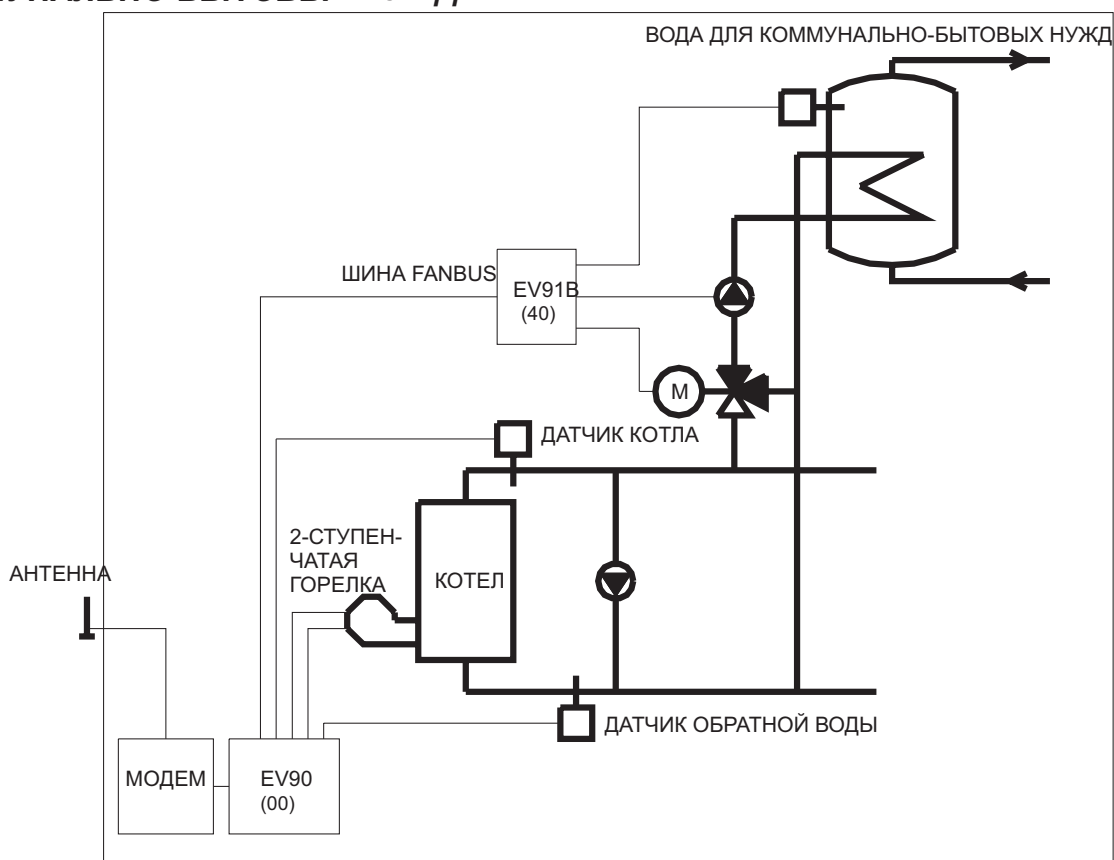 ВОДА ДЛЯ КОММУНАЛЬНО-БЫТОВЫХ НУЖД
ШИНА FANBUS
EV91B
(40)
M
ДАТЧИК КОТЛА
2-СТУПЕН-
ЧАТАЯ
ГОРЕЛКА
КОТЕЛ
АНТЕННА
ДАТЧИК ОБРАТНОЙ ВОДЫ
МОДЕМ
EV90
(00)